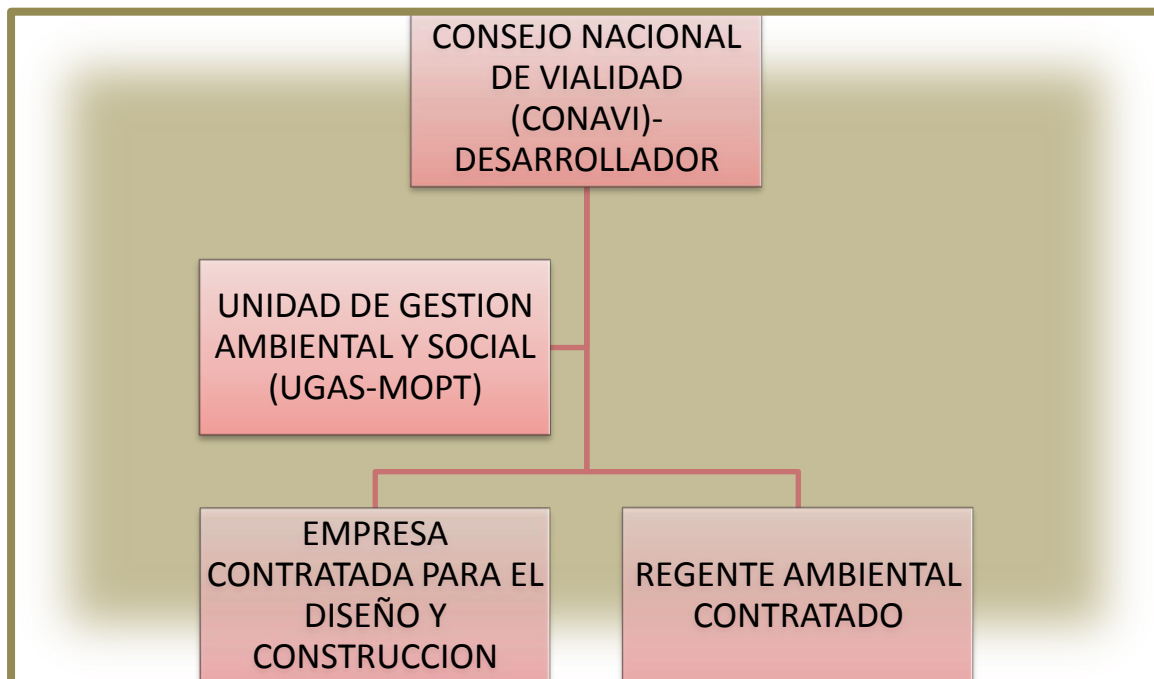 CONSEJO NACIONAL
DE VIALIDAD
(CONAVI)-
DESARROLLADOR
UNIDAD DE GESTION
AMBIENTAL Y SOCIAL
(UGAS-MOPT)
EMPRESA
CONTRATADA PARA EL
DISEÑO Y
CONSTRUCCION
REGENTE AMBIENTAL
CONTRATADO